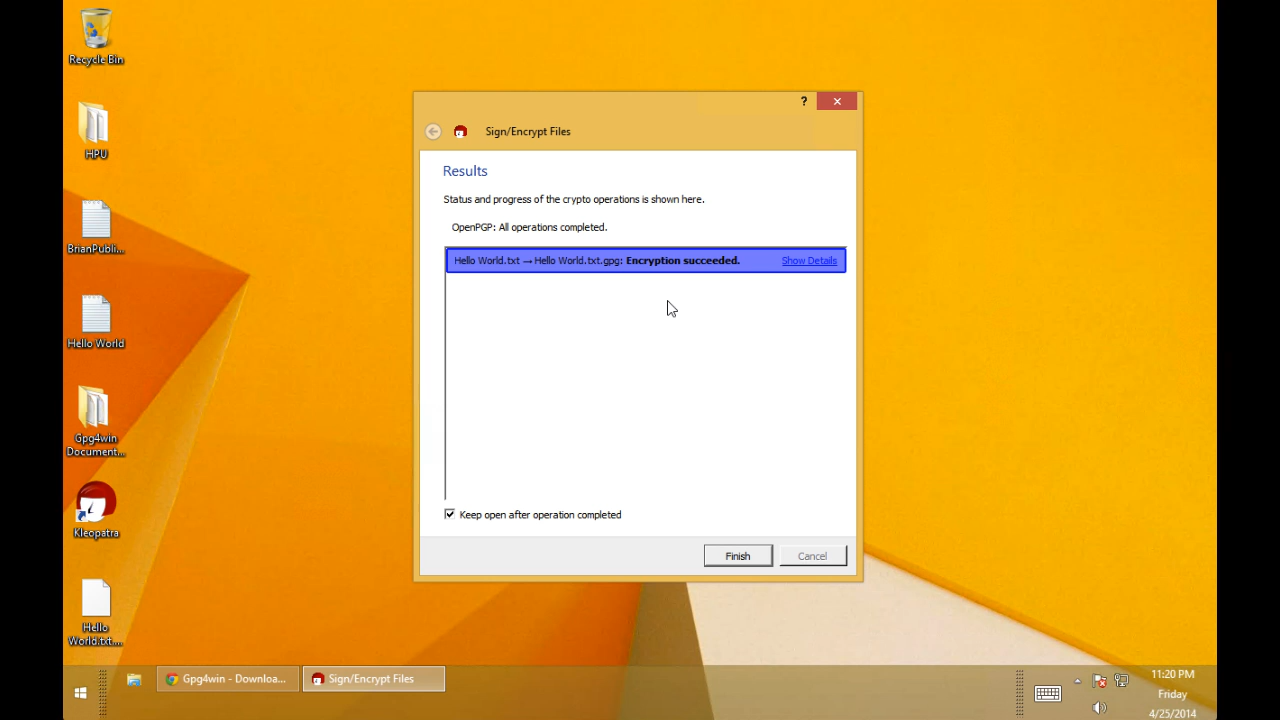 Recycle Bin
HPU
BrianPubli...
Hello World
Gpg4win
Document...
Kleopatra
Hello
World.txt....
?
Sign/Encrypt Files
Results
Status and progress of the crypto operations is shown here.
OpenPGP: All operations completed.
Hello World.txt → Hello World.txt.gpg: Encryption succeeded. Show Details
Keep open after operation completed
Finish
Cancel
Gpg4win - Downloa...
Sign/Encrypt Files
11:20 PM
Friday
4/25/2014